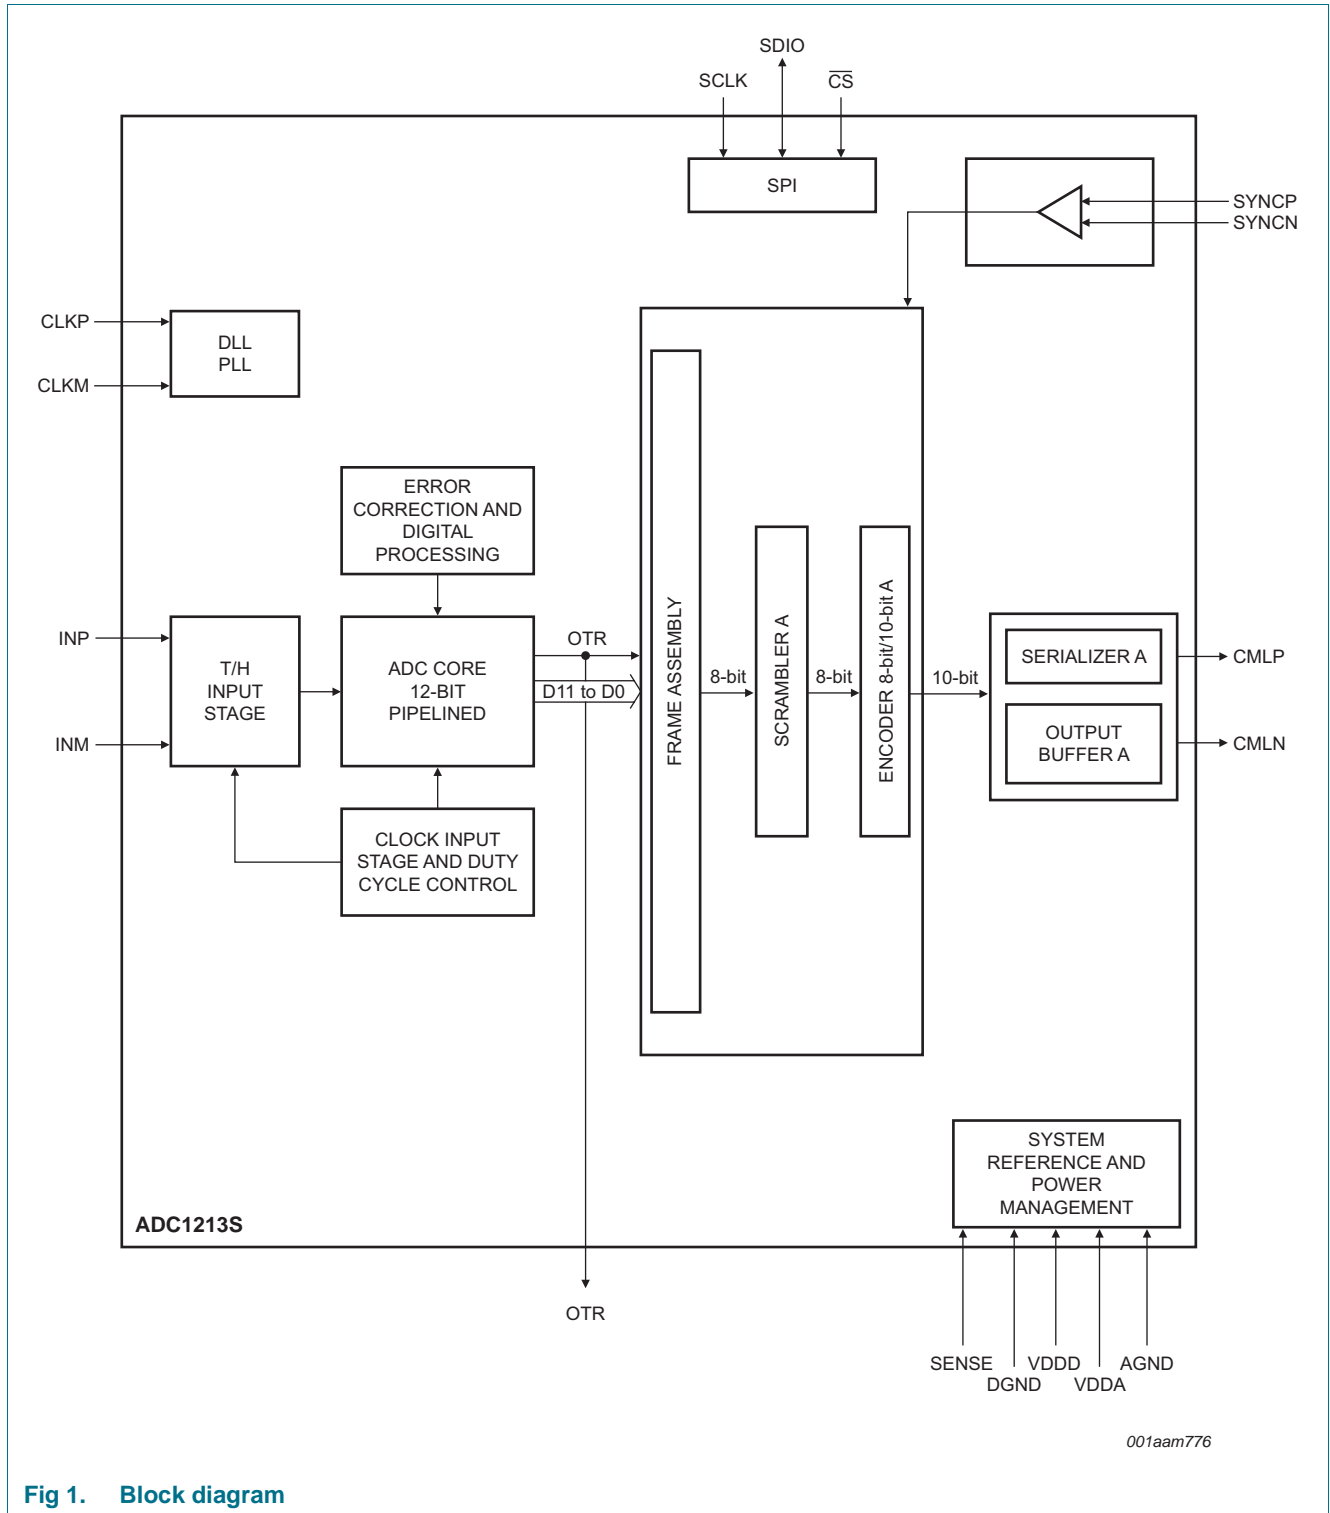 SDIO
SCLK
CS
SPI
SYNCP
SYNCN
CLKP
CLKM
DLL
PLL
ERROR
CORRECTION AND
DIGITAL
PROCESSING
INP
INM
T/H
INPUT
STAGE
ADC CORE
12-BIT
PIPELINED
OTR
D11 to D0
CLOCK INPUT
STAGE AND DUTY
CYCLE CONTROL
FRAME ASSEMBLY
8-bit
SCRAMBLER A
8-bit
ENCODER 8-bit/10-bit A
10-bit
SERIALIZER A
OUTPUT
BUFFER A
CMLP
CMLN
SYSTEM
REFERENCE AND
POWER
MANAGEMENT
ADC1213S
OTR
SENSE
DGND
VDDD
VDDA
AGND
001aam776
Fig 1. Block diagram